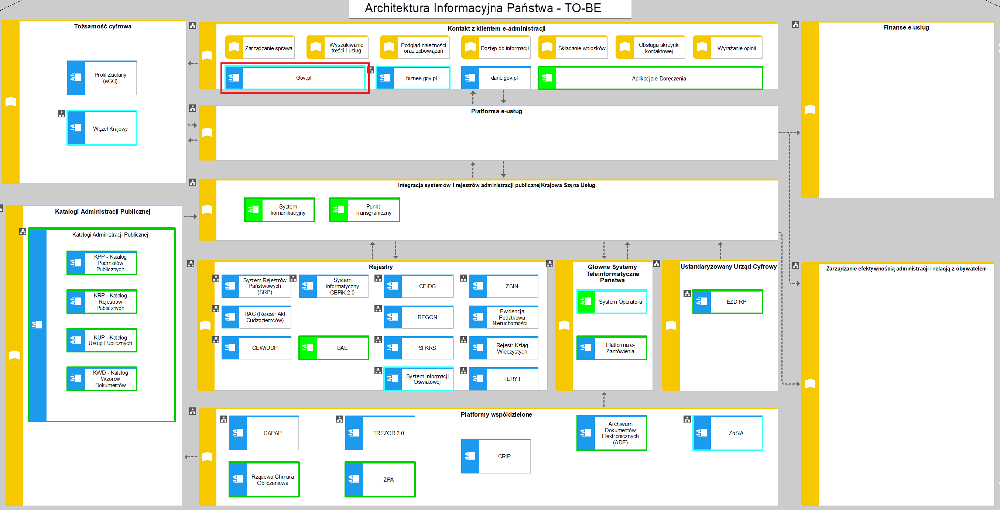 Architektura Informacyjna Państwa - TO-BE
Tożsamość cyfrowa
Profil Zaufany
(eGO)
Węzeł Krajowy
Kontakt z klientem e-administracji
Zarządzanie sprawą
Wyszukiwanie
treści i usług
Podgląd należności
oraz zobowiązań
Dostęp do informacji
Składanie wniosków
Obsługa skrzynki
kontaktowej
Wyrażanie opinii
Gov.pl
biznes.gov.pl
dane.gov.pl
Aplikacja e-Doręczenia
Finanse e-usług
Platforma e-usług
Integracja systemów i rejestrów administracji publicznejKrajowa Szyna Usług
System
komunikacyjny
Punkt
Transgraniczny
Katalogi Administracji Publicznej
Katalogi Administracji Publicznej
KPP - Katalog
Podmiotów
Publicznych
KRP - Katalog
Rejestrów
Publicznych
KUP - Katalog
Usług Publicznych
KWD - Katalog
Wzorów
Dokumentów
Rejestry
System Rejestrów
Państwowych
(SRP)
System
Informatyczny
CEPiK 2.0
CEIDG
ZSIN
RAC (Rejestr Akt
Cudzoziemców)
REGON
Ewidencja
Podatkowa
Nieruchomości...
CEWiUDP
BAE
SI KRS
Rejestr Ksiąg
Wieczystych
System Informacji
Oświatowej
TERYT
Główne Systemy
Teleinformatyczne
Państwa
System Operatora
Platforma e-
Zamówienia
Ustandaryzowany Urząd Cyfrowy
EZD RP
Zarządzanie efektywnością administracji i relacją z obywatelem
Platformy współdzielone
CAPAP
TREZOR 3.0
CRIP
Archiwum
Dokumentów
Elektronicznych
(ADE)
ZoSIA
Rządowa Chmura
Obliczeniowa
ZPA